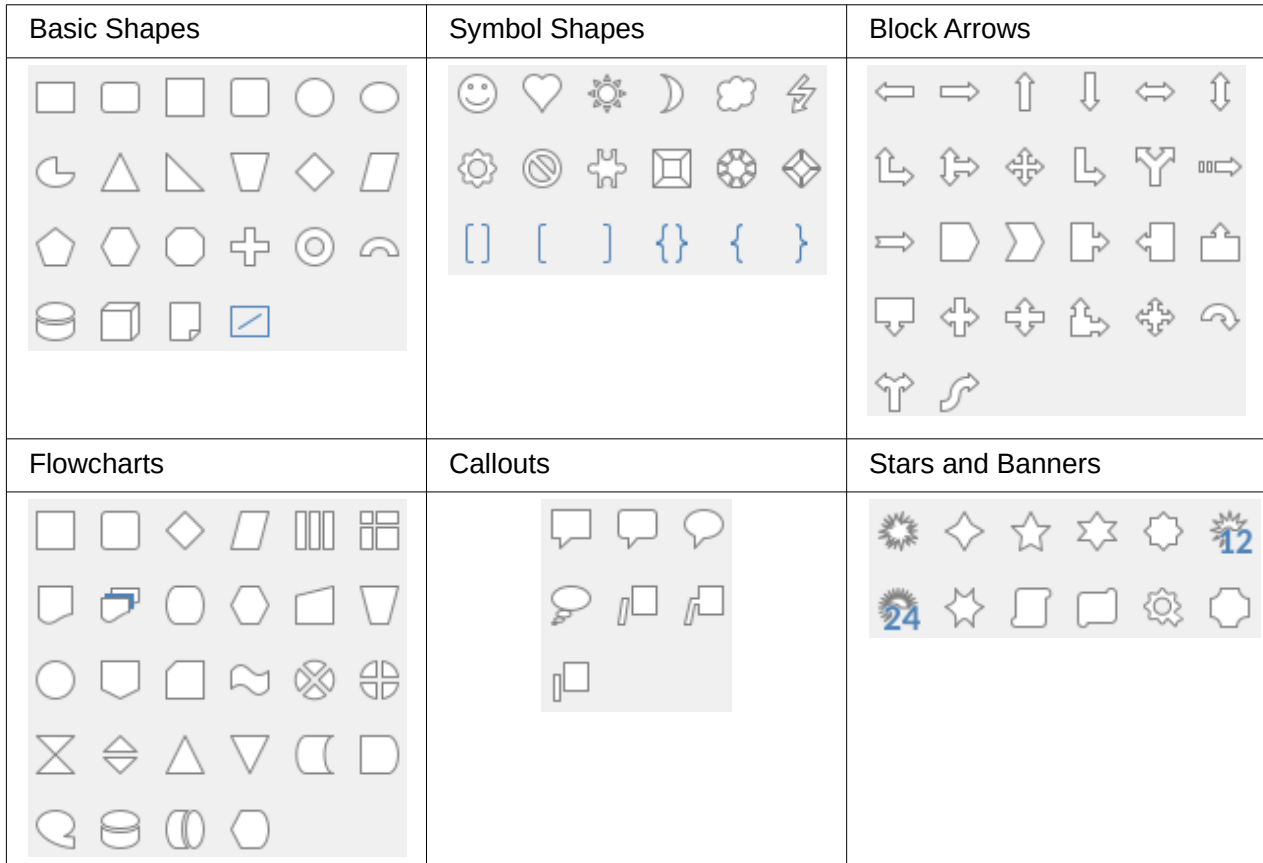 Basic Shapes
Symbol Shapes
Block Arrows
[ ]
[
]
{ }
{
}
Flowcharts
Callouts
Stars and Banners
12
24